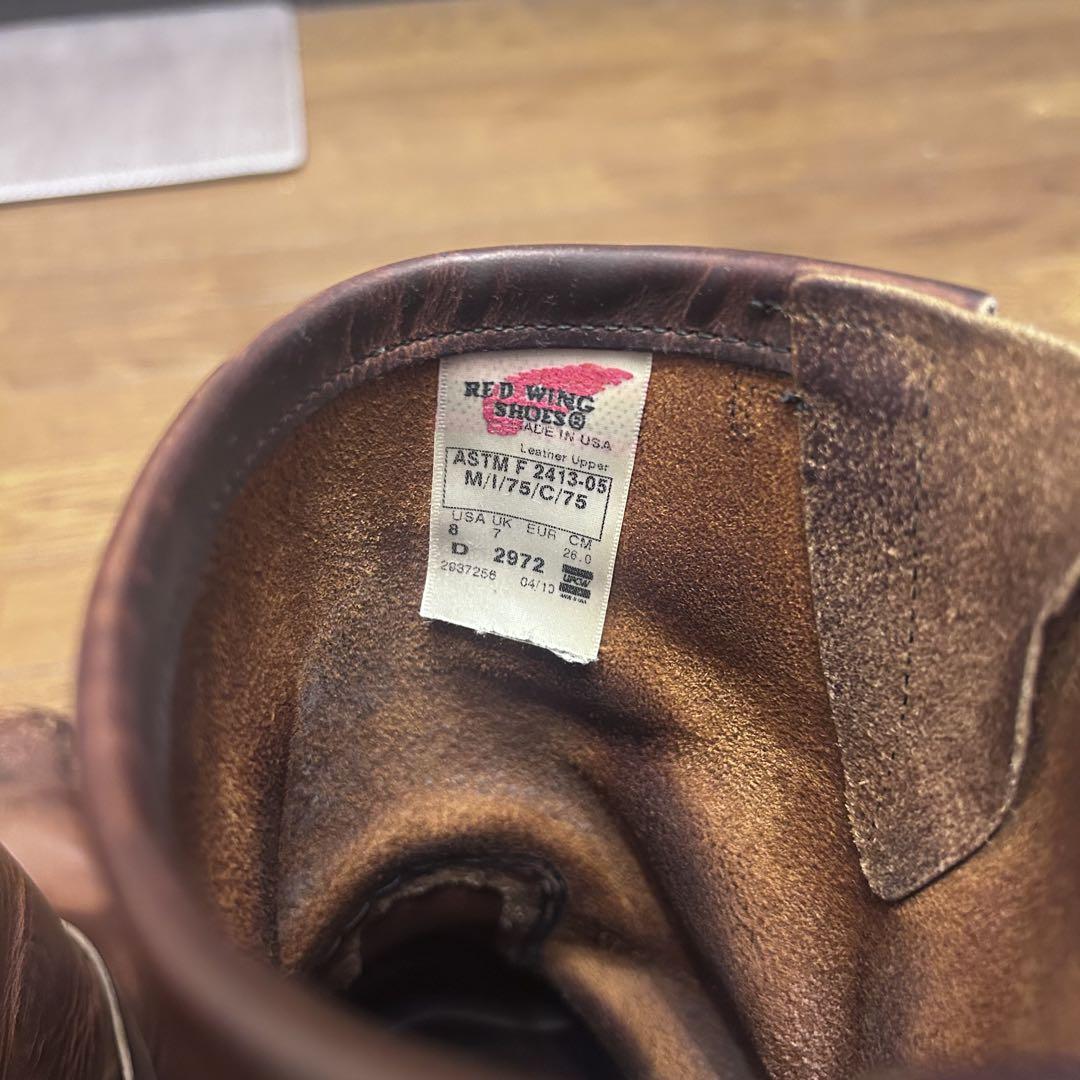 RED WING
SHOES®
MADE IN USA
Leather Upper
ASTM F 2413-05
M/I/75/C/75
USA UK EUR CM
8 7 26.0
D 2972
2937256 04/10
UFCW